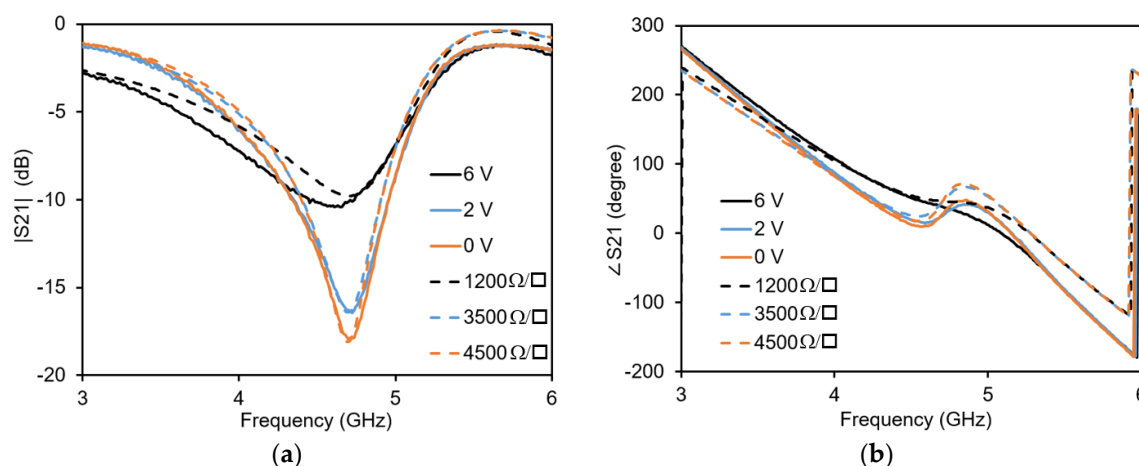 0
-5
-10
-15
-20
|S21| (dB)
6 V
2 V
0 V
1200Ω/□
3500Ω/□
4500Ω/□
3 4 5 6
Frequency (GHz)
(a)
300
200
100
0
-100
-200
∠S21 (degree)
6 V
2 V
0 V
1200Ω/□
3500Ω/□
4500Ω/□
3 4 5 6
Frequency (GHz)
(b)